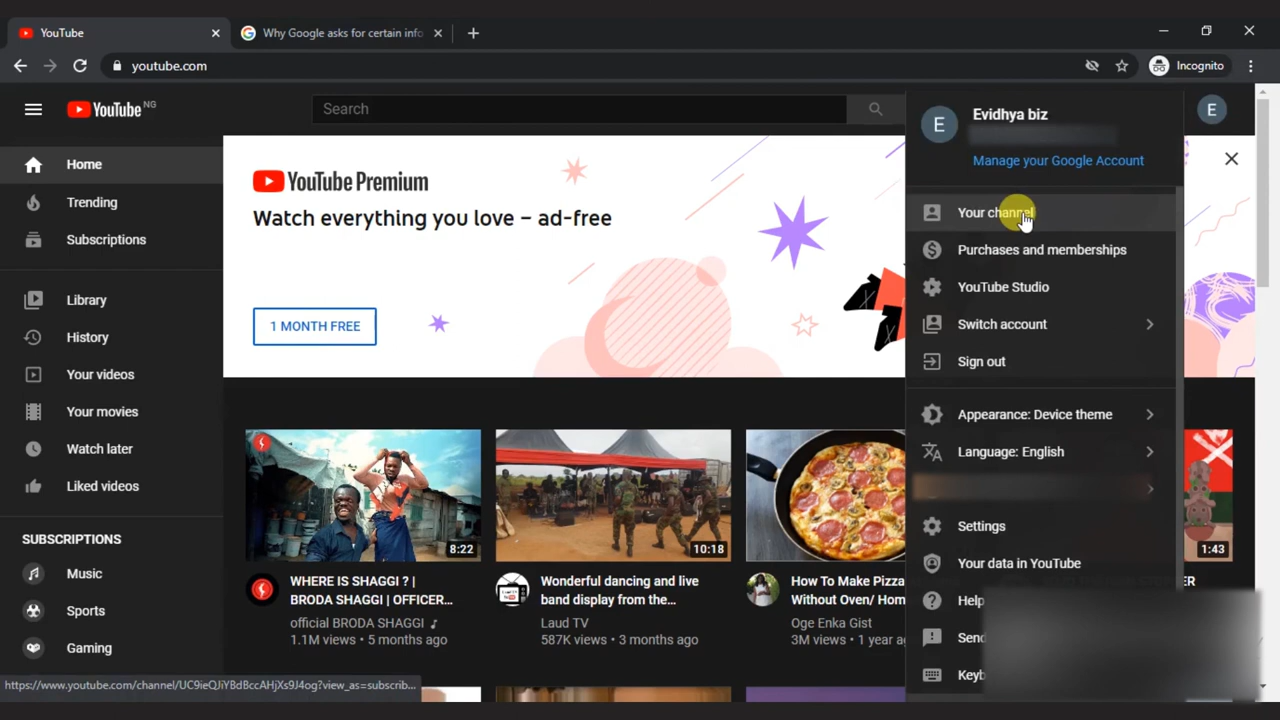 YouTube
Why Google asks for certain info
youtube.com
Incognito
YouTube NG
Search
E
Evidhya biz
E
Manage your Google Account
Home
Trending
Subscriptions
Library
History
Your videos
Your movies
Watch later
Liked videos
SUBSCRIPTIONS
Music
Sports
Gaming
YouTube Premium
Watch everything you love – ad-free
1 MONTH FREE
Your channel
Purchases and memberships
YouTube Studio
Switch account
Sign out
Appearance: Device theme
Language: English
Settings
Your data in YouTube
Help
Send
Keyb
8:22
10:18
1:43
WHERE IS SHAGGI ? |
BRODA SHAGGI | OFFICER...
official BRODA SHAGGI
1.1M views • 5 months ago
Wonderful dancing and live
band display from the...
Laud TV
587K views • 3 months ago
How To Make Pizza
Without Oven/ Hom
Oge Enka Gist
3M views • 1 year ag
https://www.youtube.com/channel/UC9ieQJiYBdBccAHjXs9J4og?view_as=subscrib...